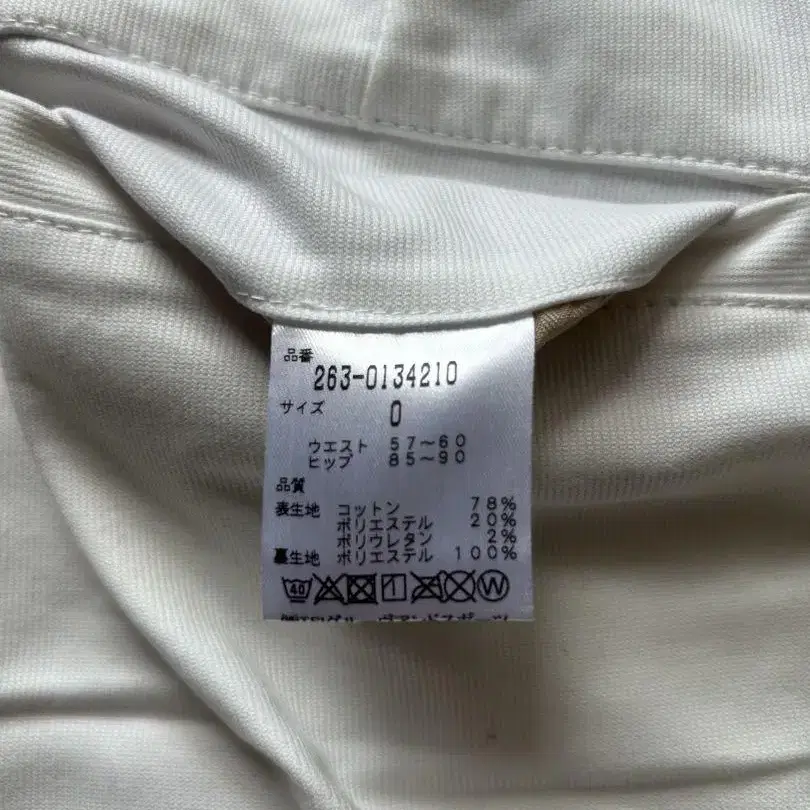 品番
263-0134210
サイズ 0
ウエスト 57～60
ヒップ 85～90
品質
表生地 コットン 78%
ポリエステル 20%
ポリウレタン 2%
裏生地 ポリエステル 100%
40 W